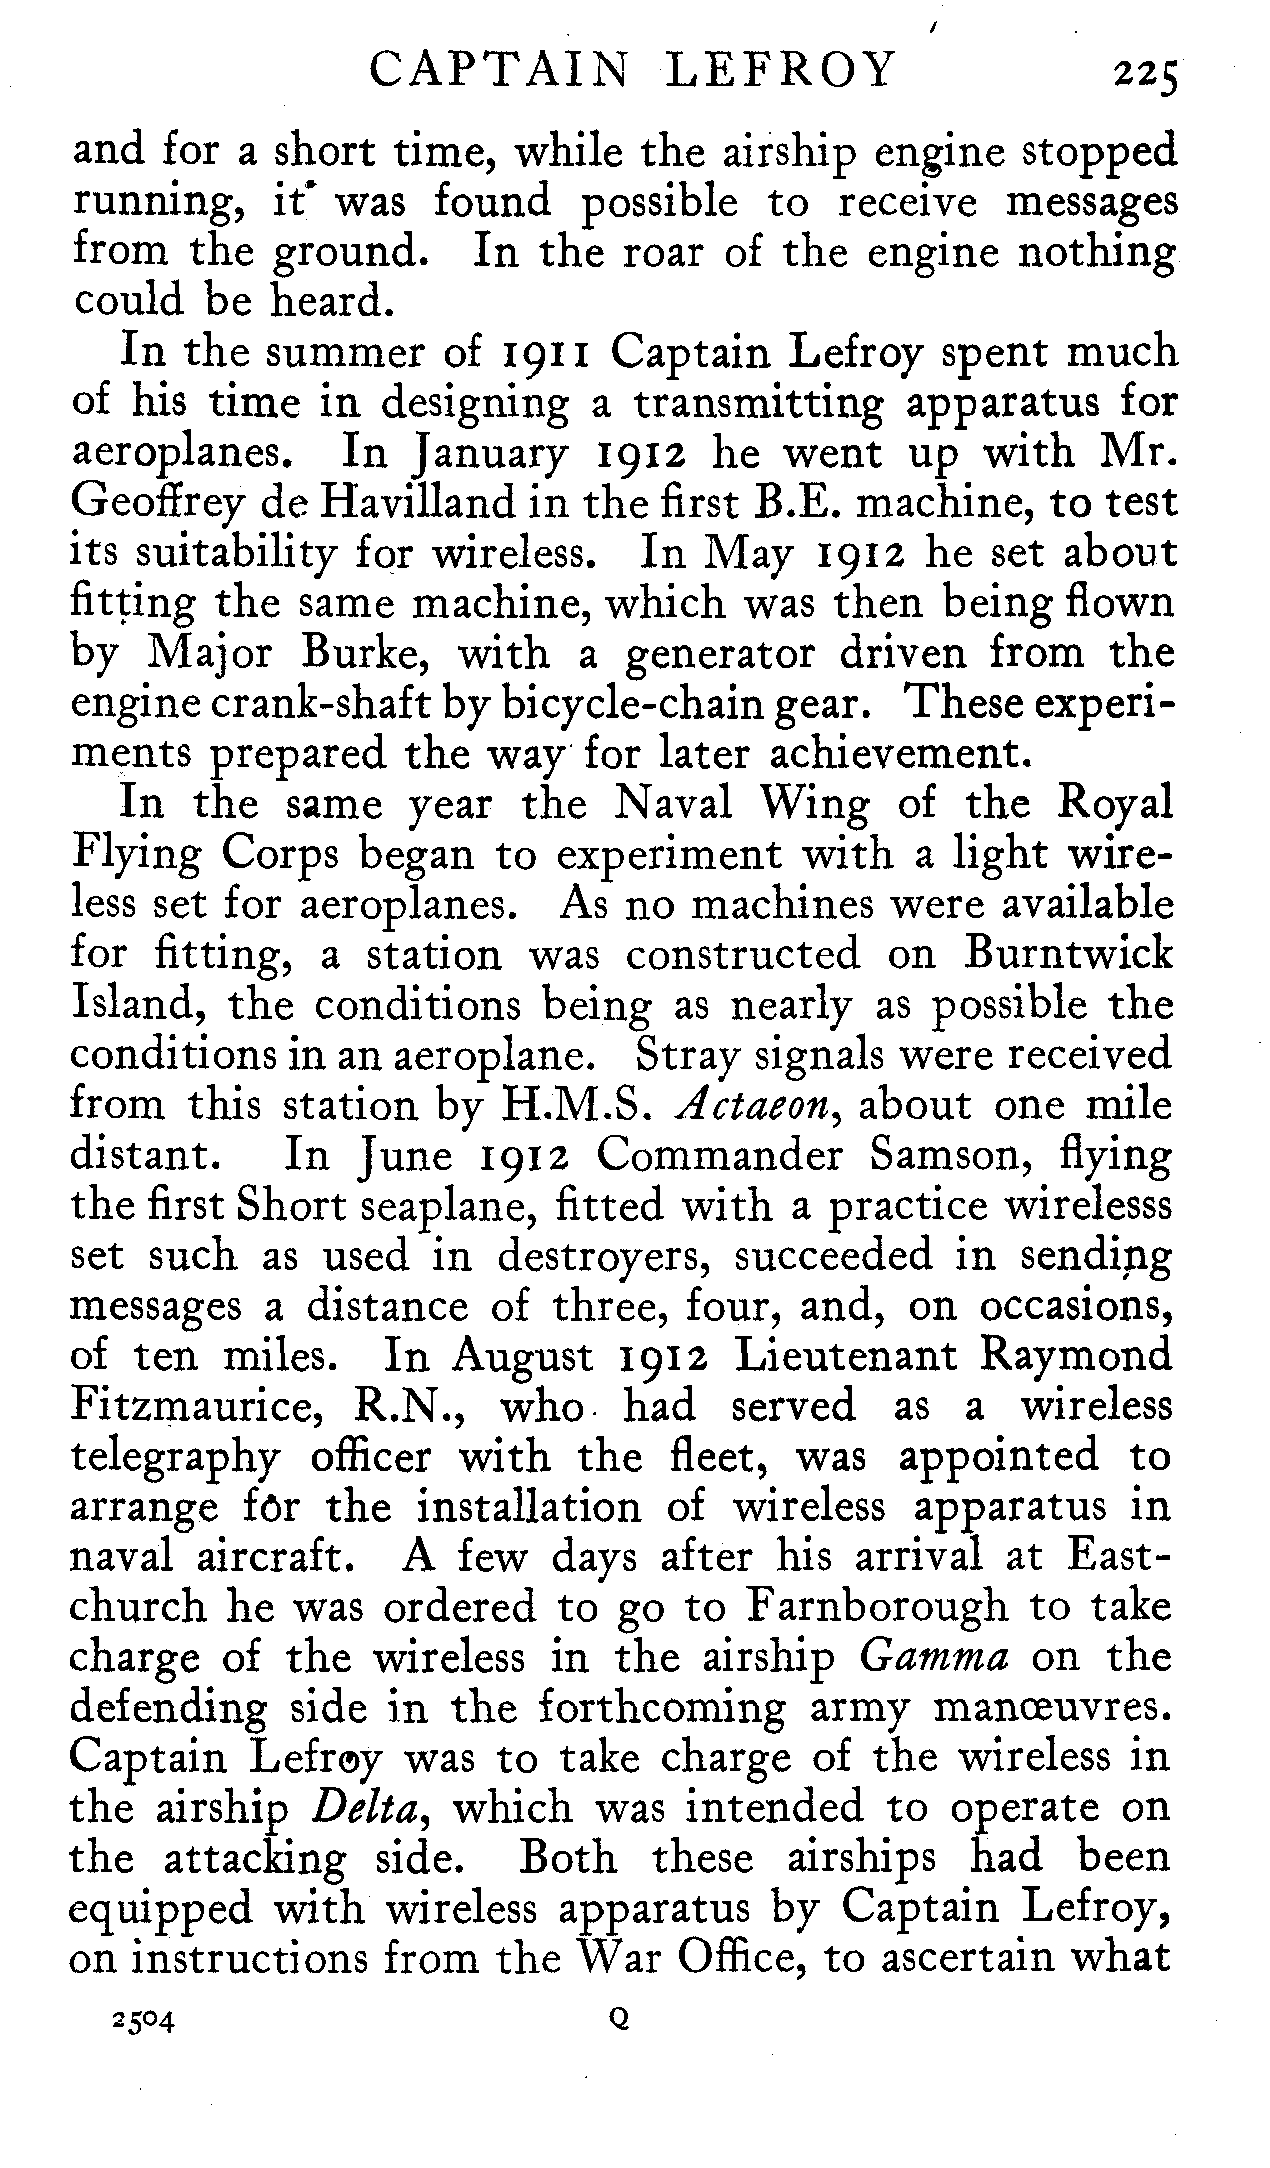 CAPTAIN LEFROY 225
and for a short time, while the airship engine stopped
running, it was found possible to receive messages
from the ground. In the roar of the engine nothing
could be heard.
In the summer of 1911 Captain Lefroy spent much
of his time in designing a transmitting apparatus for
aeroplanes. In January 1912 he went up with Mr.
Geoffrey de Havilland in the first B.E. machine, to test
its suitability for wireless. In May 1912 he set about
fitting the same machine, which was then being flown
by Major Burke, with a generator driven from the
engine crank-shaft by bicycle-chain gear. These experi-
ments prepared the way for later achievement.
In the same year the Naval Wing of the Royal
Flying Corps began to experiment with a light wire-
less set for aeroplanes. As no machines were available
for fitting, a station was constructed on Burntwick
Island, the conditions being as nearly as possible the
conditions in an aeroplane. Stray signals were received
from this station by H.M.S. Actaeon, about one mile
distant. In June 1912 Commander Samson, flying
the first Short seaplane, fitted with a practice wirelesss
set such as used in destroyers, succeeded in sending
messages a distance of three, four, and, on occasions,
of ten miles. In August 1912 Lieutenant Raymond
Fitzmaurice, R.N., who had served as a wireless
telegraphy officer with the fleet, was appointed to
arrange for the installation of wireless apparatus in
naval aircraft. A few days after his arrival at East-
church he was ordered to go to Farnborough to take
charge of the wireless in the airship Gamma on the
defending side in the forthcoming army manœuvres.
Captain Lefroy was to take charge of the wireless in
the airship Delta, which was intended to operate on
the attacking side. Both these airships had been
equipped with wireless apparatus by Captain Lefroy,
on instructions from the War Office, to ascertain what
2504 Q